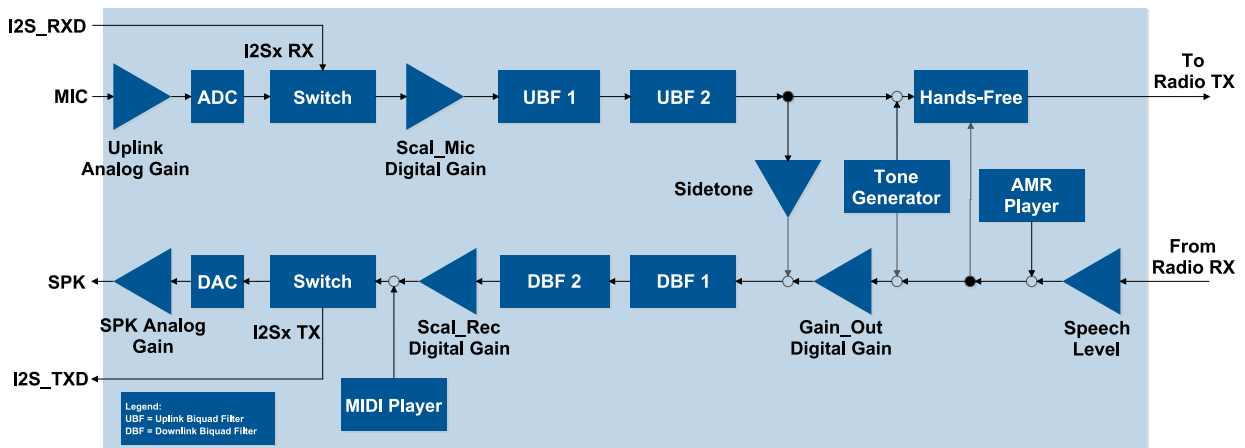 I2S_RXD
I2Sx RX
To
Radio TX
MIC
ADC
Switch
UBF 1
UBF 2
Hands-Free
Uplink
Analog Gain
Scal_Mic
Digital Gain
Sidetone
Tone
Generator
AMR
Player
From
Radio RX
SPK
DAC
Switch
DBF 2
DBF 1
SPK Analog
Gain
I2Sx TX
Scal_Rec
Digital Gain
Gain_Out
Digital Gain
Speech
Level
I2S_TXD
MIDI Player
Legend:
UBF = Uplink Biquad Filter
DBF = Downlink Biquad Filter